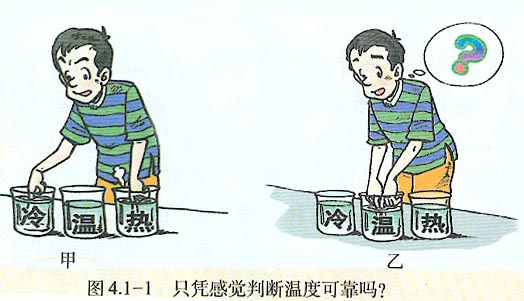 ?
冷 温 热 冷 温 热
甲 乙
图 4.1-1 只凭感觉判断温度可靠吗?